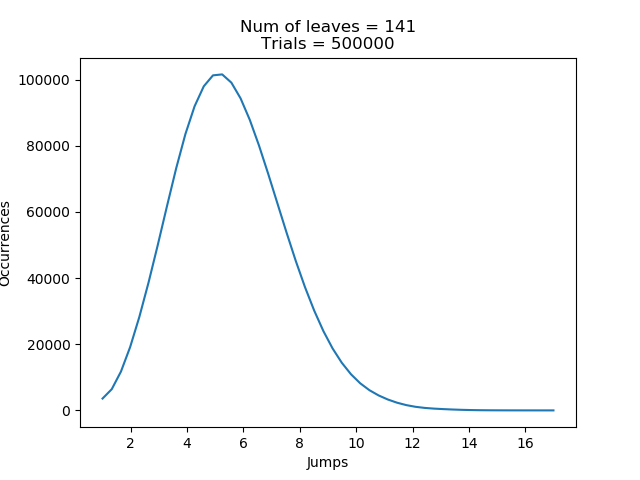 Num of leaves = 141
Trials = 500000
100000
80000
60000
40000
20000
0
Occurrences
2 4 6 8 10 12 14 16
Jumps